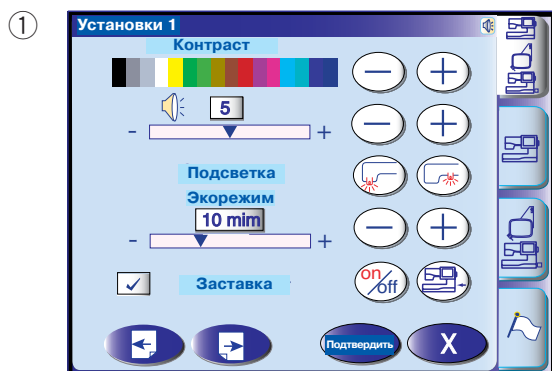 ①
Установки 1
Контраст
5
- +
Подсветка
Экорежим
10 mim
- +
Заставка
on/off
Подтвердить X